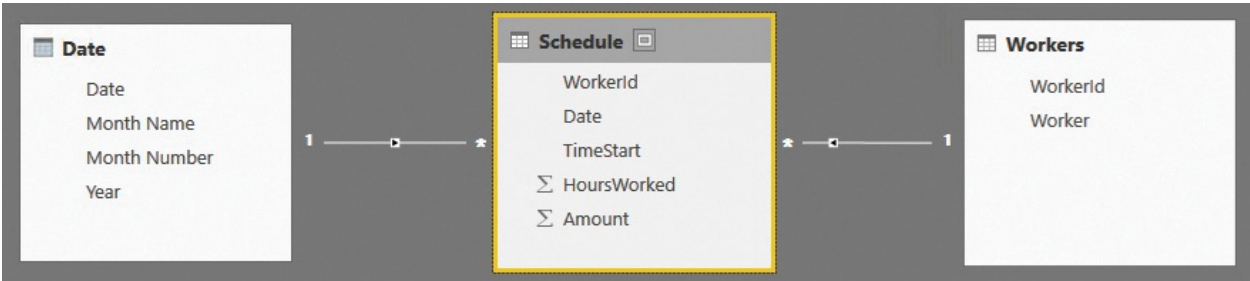 Date
Date
Month Name
Month Number
Year
1
*
Schedule
WorkerId
Date
TimeStart
Σ HoursWorked
Σ Amount
*
1
Workers
WorkerId
Worker